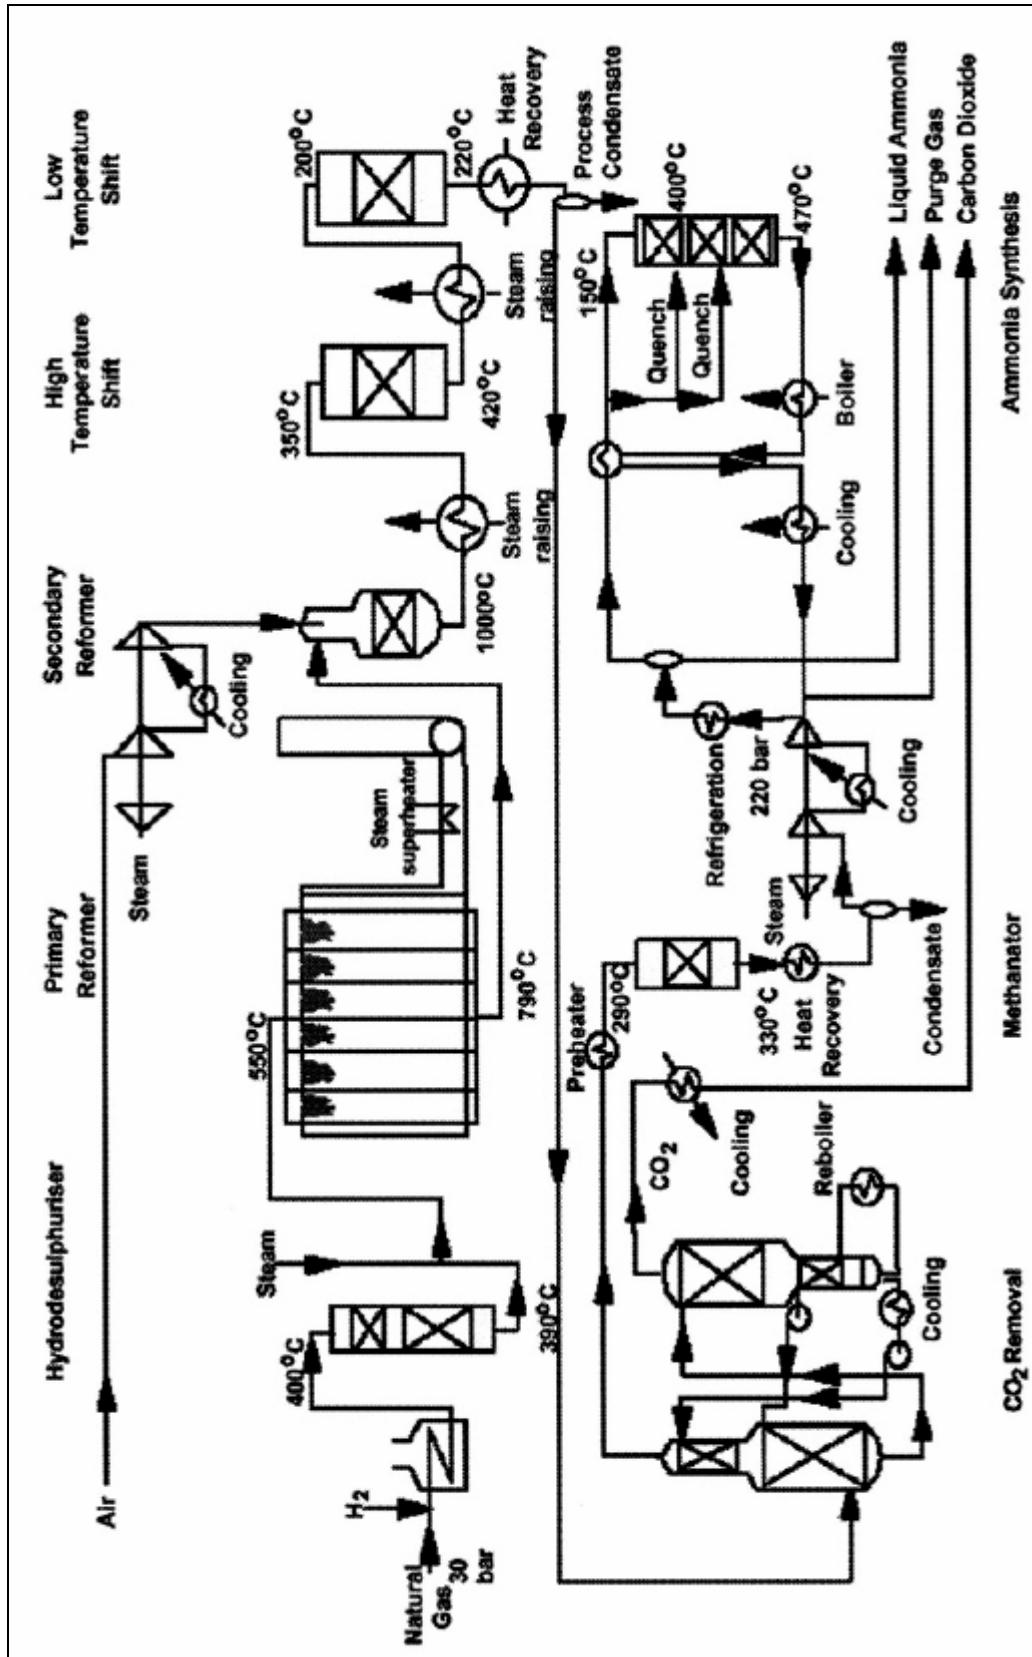 Hydrodesulphuriser
Primary
Reformer
Secondary
Reformer
High
Temperature
Shift
Low
Temperature
Shift
Air
Steam
Cooling
H2
Natural
Gas 30
bar
400°C
Steam
550°C
790°C
Steam
superheater
1000°C
Steam
raising
350°C
420°C
Steam
raising
200°C
220°C
Heat
Recovery
Process
Condensate
390°C
CO2
Cooling
Reboiler
Cooling
Preheater
290°C
330°C
Heat
Recovery
Condensate
Steam
Refrigeration
220 bar
Cooling
Cooling
Boiler
Quench
Quench
150°C
400°C
470°C
Liquid Ammonia
Purge Gas
Carbon Dioxide
CO2 Removal
Methanator
Ammonia Synthesis